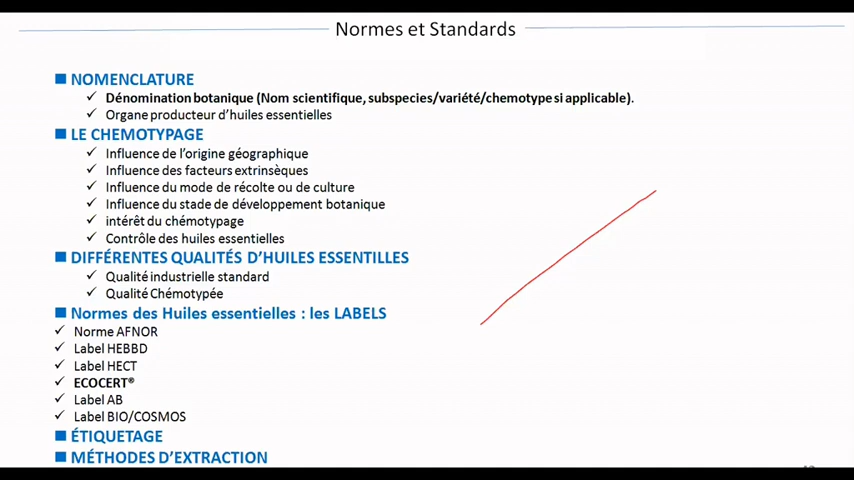 Normes et Standards
NOMENCLATURE
Dénomination botanique (Nom scientifique, subspecies/variété/chemotype si applicable).
Organe producteur d'huiles essentielles
LE CHEMOTYPAGE
Influence de l'origine géographique
Influence des facteurs extrinsèques
Influence du mode de récolte ou de culture
Influence du stade de développement botanique
intérêt du chémotypage
Contrôle des huiles essentielles
DIFFÉRENTES QUALITÉS D'HUILES ESSENTILLES
Qualité industrielle standard
Qualité Chémotypée
Normes des Huiles essentielles : les LABELS
Norme AFNOR
Label HEBBD
Label HECT
ECOCERT®
Label AB
Label BIO/COSMOS
ÉTIQUETAGE
MÉTHODES D'EXTRACTION